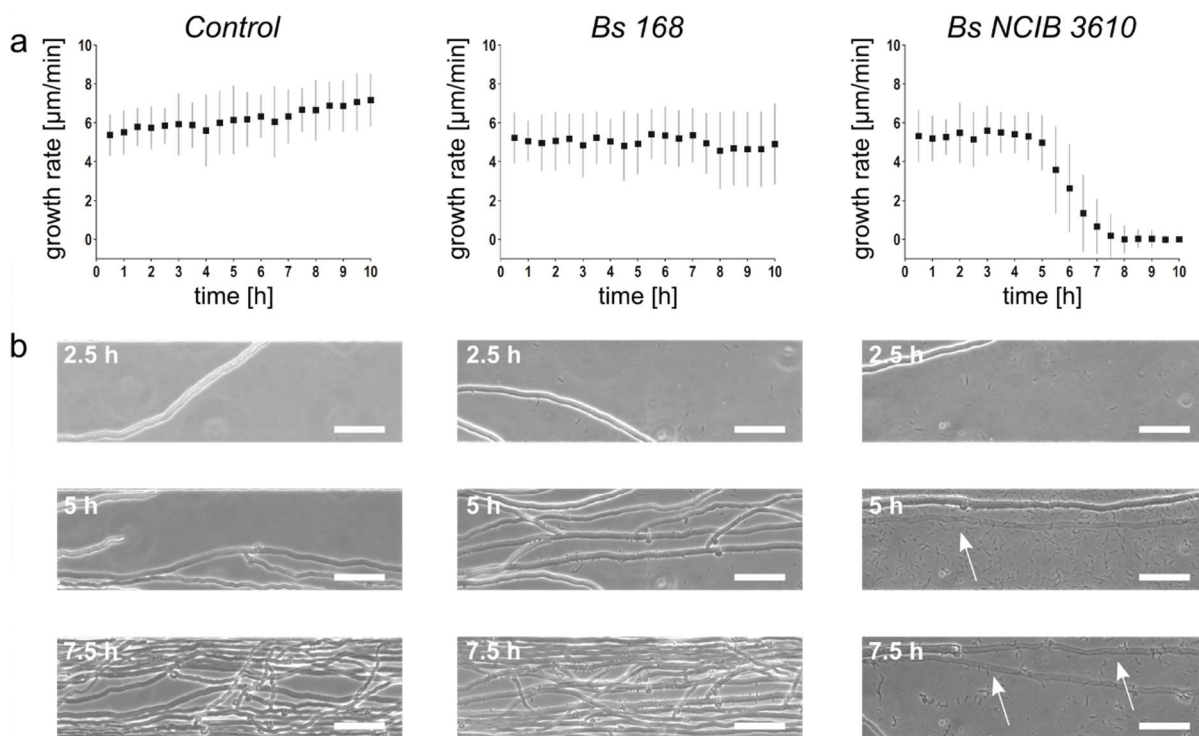 a
Control
Bs 168
Bs NCIB 3610
growth rate [µm/min]
10
8
6
4
2
0
0 1 2 3 4 5 6 7 8 9 10
time [h]
growth rate [µm/min]
10
8
6
4
2
0
0 1 2 3 4 5 6 7 8 9 10
time [h]
growth rate [µm/min]
10
8
6
4
2
0
0 1 2 3 4 5 6 7 8 9 10
time [h]
b
2.5 h
2.5 h
2.5 h
5 h
5 h
5 h
7.5 h
7.5 h
7.5 h